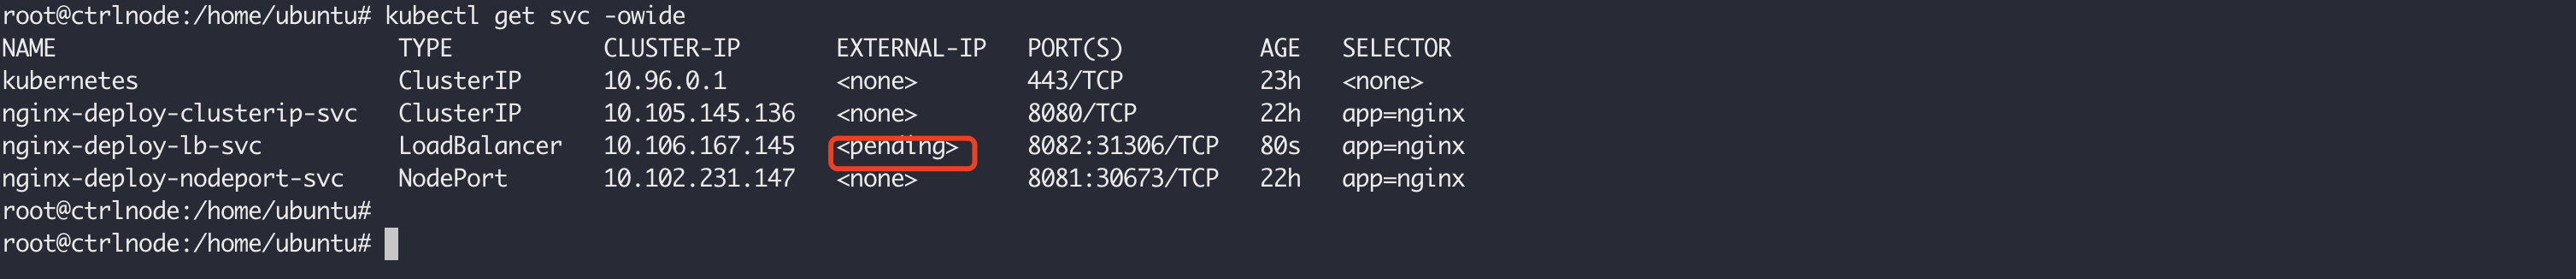 root@ctrlnode:/home/ubuntu# kubectl get svc -owide
NAME                         TYPE           CLUSTER-IP       EXTERNAL-IP   PORT(S)          AGE   SELECTOR
kubernetes                   ClusterIP      10.96.0.1        <none>        443/TCP          23h   <none>
nginx-deploy-clusterip-svc   ClusterIP      10.105.145.136   <none>        8080/TCP         22h   app=nginx
nginx-deploy-lb-svc          LoadBalancer   10.106.167.145   <pending>     8082:31306/TCP   80s   app=nginx
nginx-deploy-nodeport-svc    NodePort       10.102.231.147   <none>        8081:30673/TCP   22h   app=nginx
root@ctrlnode:/home/ubuntu#
root@ctrlnode:/home/ubuntu#